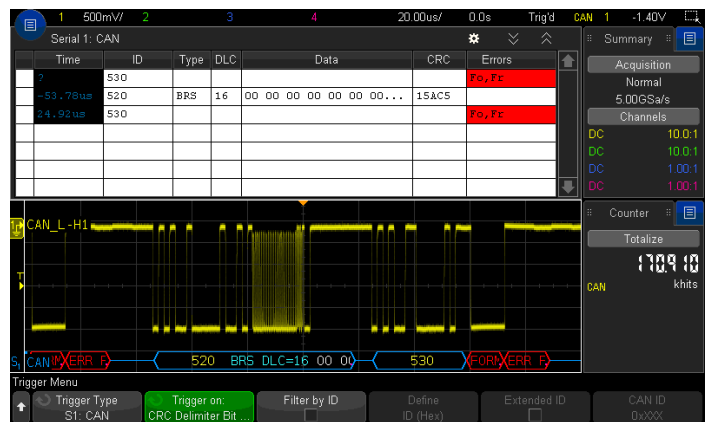 1 500mV/ 2 3 4 20.00us/ 0.0s Trig'd CAN 1 -1.40V
Serial 1: CAN
Time ID Type DLC Data CRC Errors
? 530 Fo,Fr
-53.78us 520 BRS 16 00 00 00 00 00 00 00... 15AC5
24.92us 530 Fo,Fr
Summary
Acquisition
Normal
5.00GSa/s
Channels
DC 10.0:1
DC 10.0:1
DC 1.00:1
DC 1.00:1
Counter
Totalize
170.910
CAN khits
CAN_L-H1
T
S1 CAN ERR F 520 BRS DLC=16 00 00 530 FORM ERR F
Trigger Menu
Trigger Type
S1: CAN
Trigger on:
CRC Delimiter Bit ...
Filter by ID
Define
ID (Hex)
Extended ID
CAN ID
0xXXX